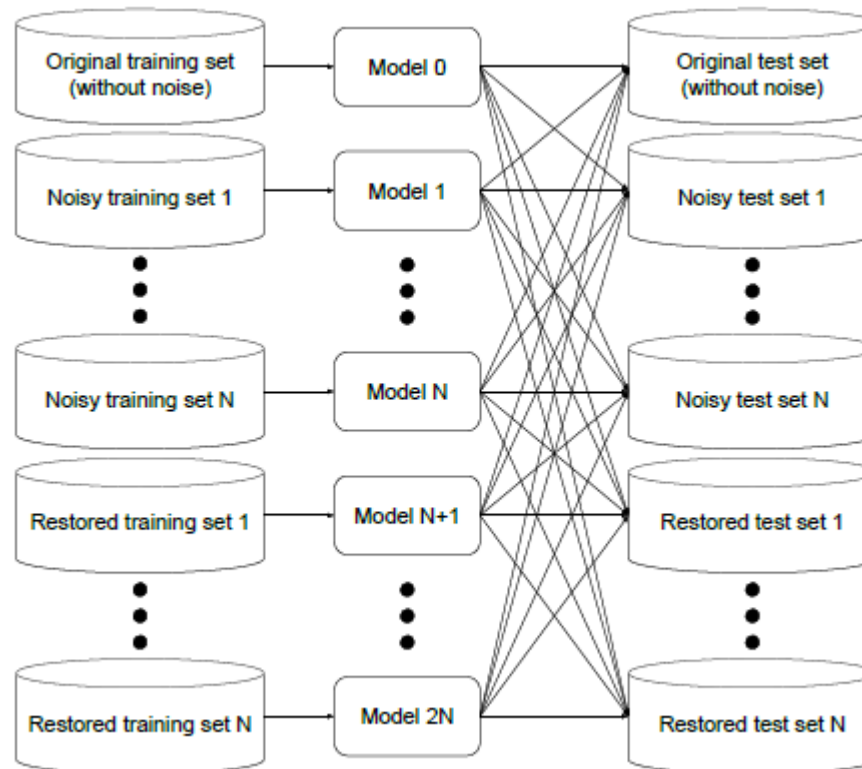 Original training set
(without noise)
Model 0
Original test set
(without noise)
Noisy training set 1
Model 1
Noisy test set 1
Noisy training set N
Model N
Noisy test set N
Restored training set 1
Model N+1
Restored test set 1
Restored training set N
Model 2N
Restored test set N